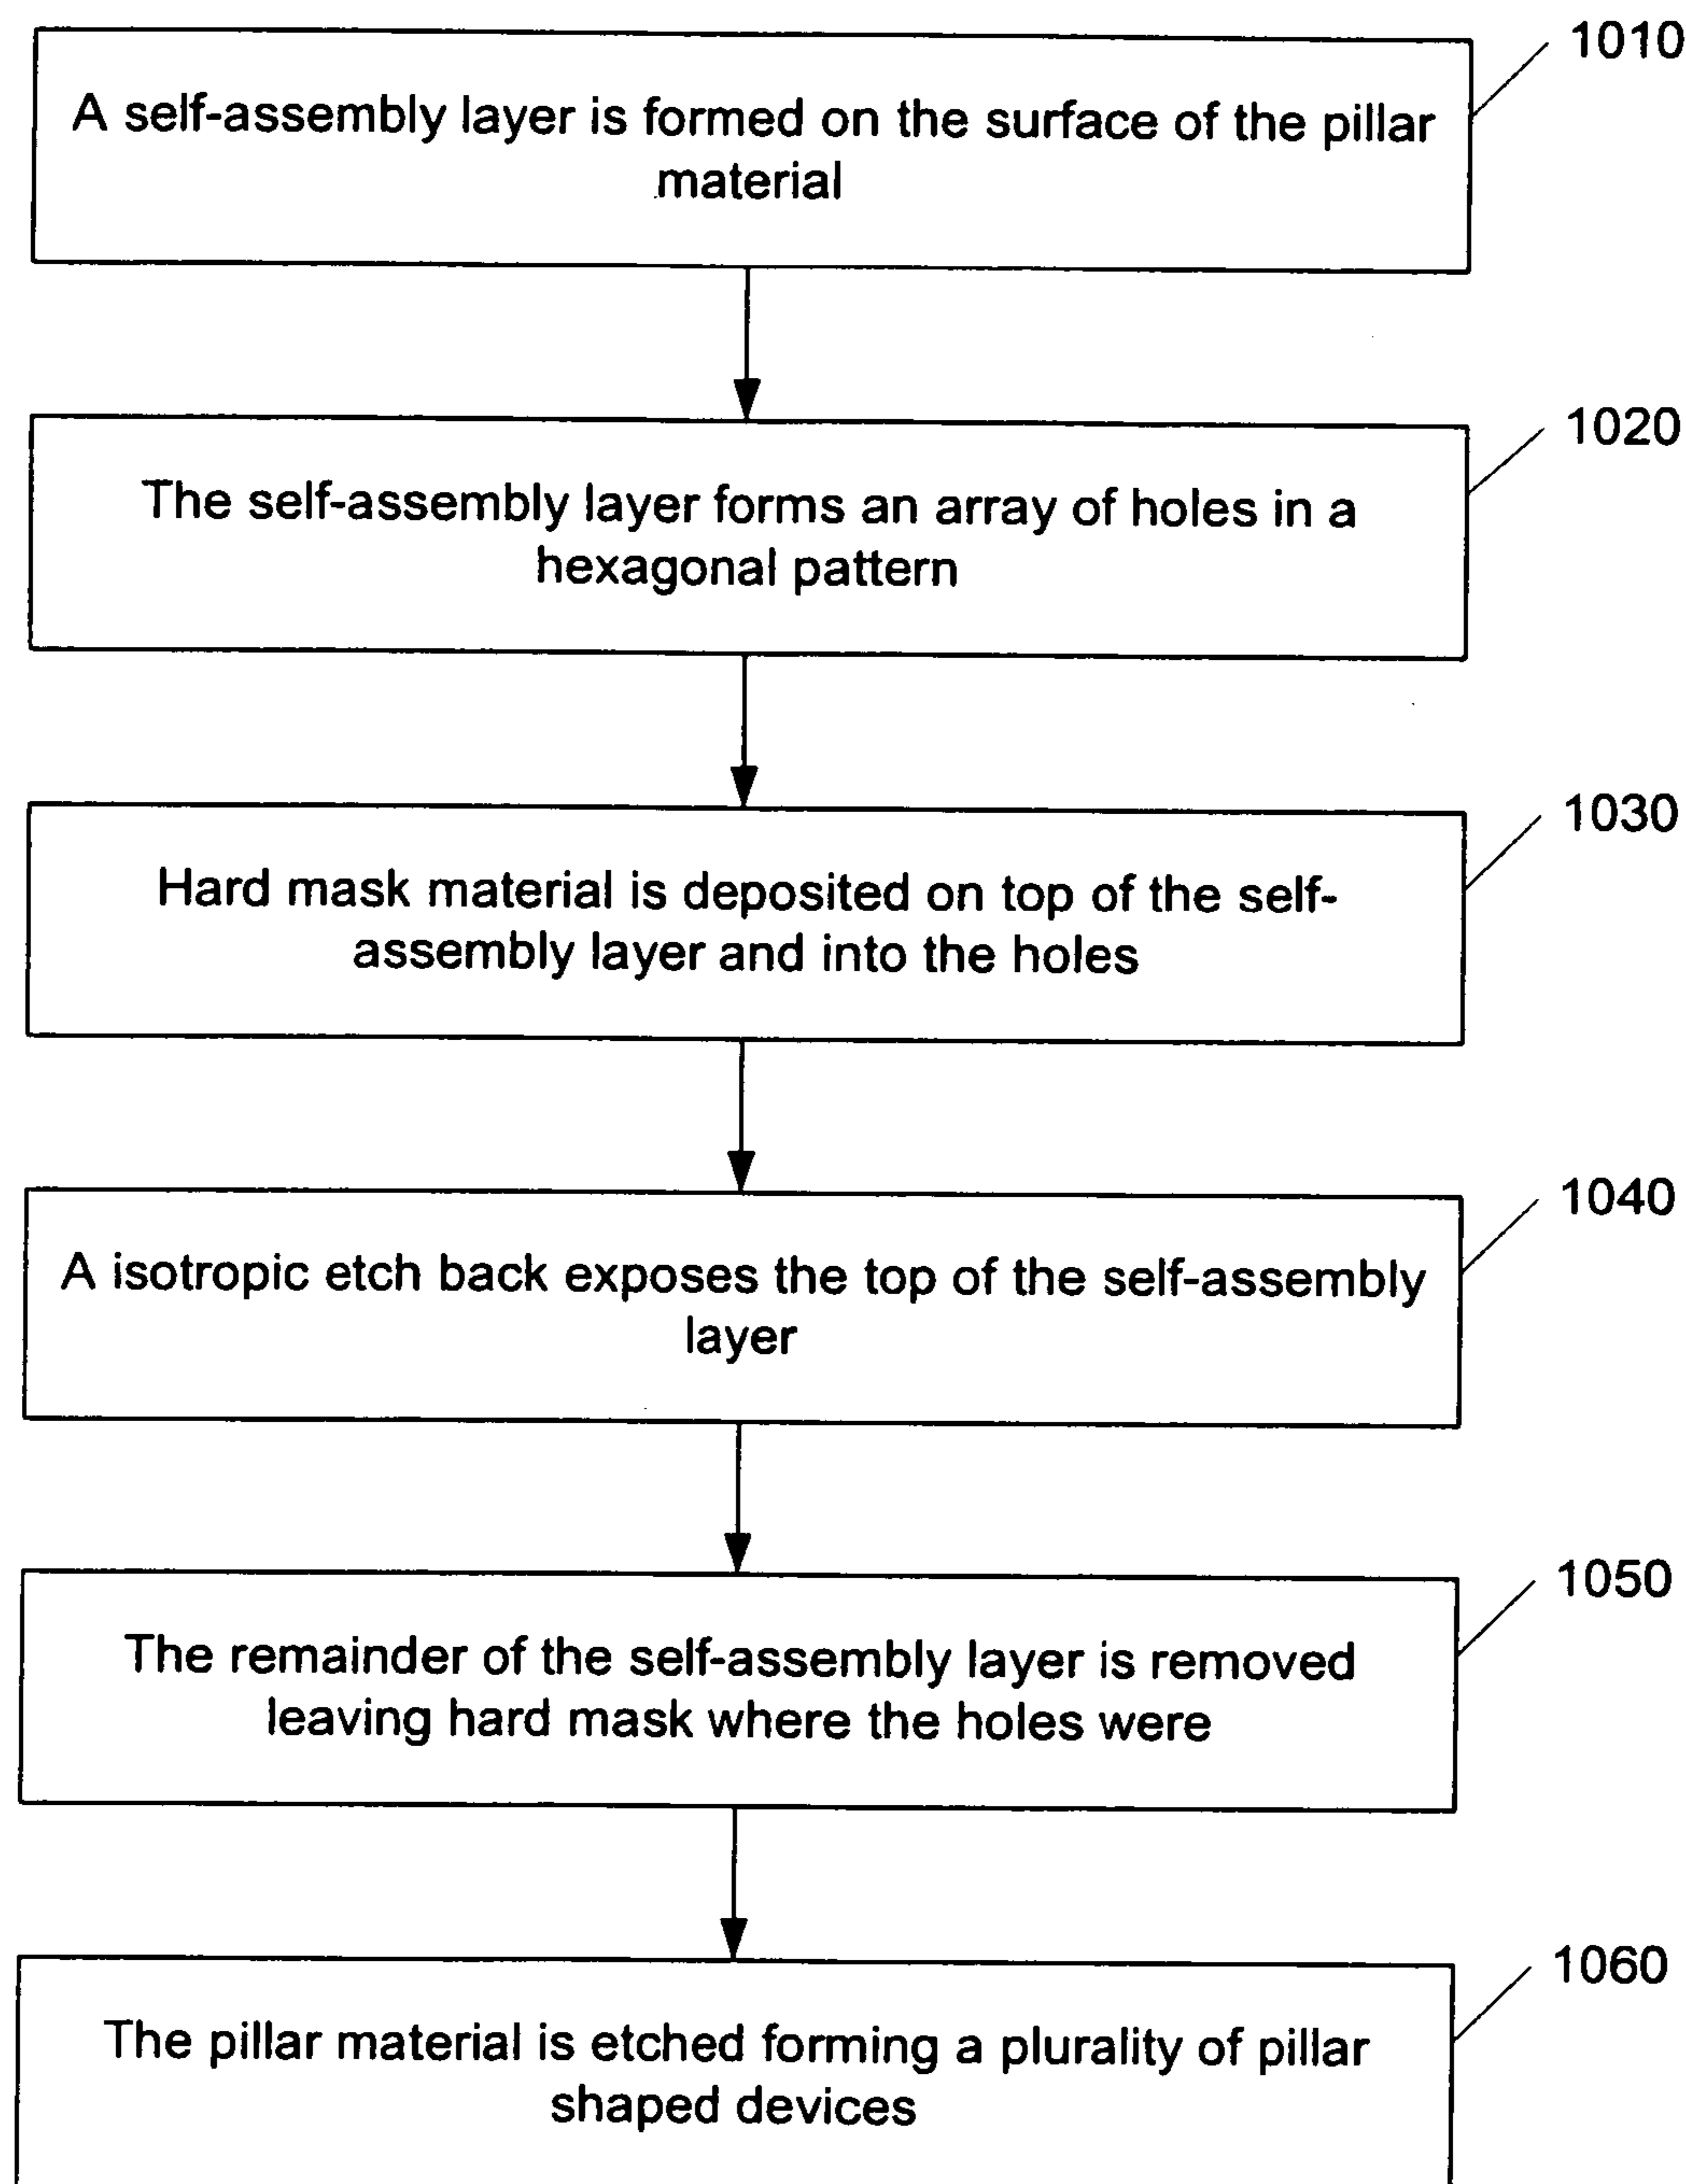 1010
A self-assembly layer is formed on the surface of the pillar
material
1020
The self-assembly layer forms an array of holes in a
hexagonal pattern
1030
Hard mask material is deposited on top of the self-
assembly layer and into the holes
1040
A isotropic etch back exposes the top of the self-assembly
layer
1050
The remainder of the self-assembly layer is removed
leaving hard mask where the holes were
1060
The pillar material is etched forming a plurality of pillar
shaped devices